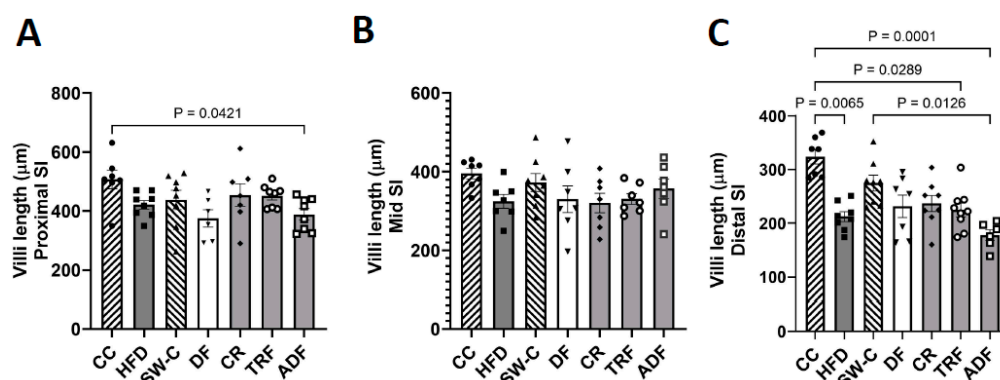 A
Villi length (µm)
Proximal SI
800
600
400
200
0
P = 0.0421
CC
HFD
SW-C
DF
CR
TRF
ADF
B
Villi length (µm)
Mid SI
600
400
200
0
CC
HFD
SW-C
DF
CR
TRF
ADF
C
Villi length (µm)
Distal SI
400
300
200
100
0
P = 0.0001
P = 0.0289
P = 0.0065
P = 0.0126
CC
HFD
SW-C
DF
CR
TRF
ADF